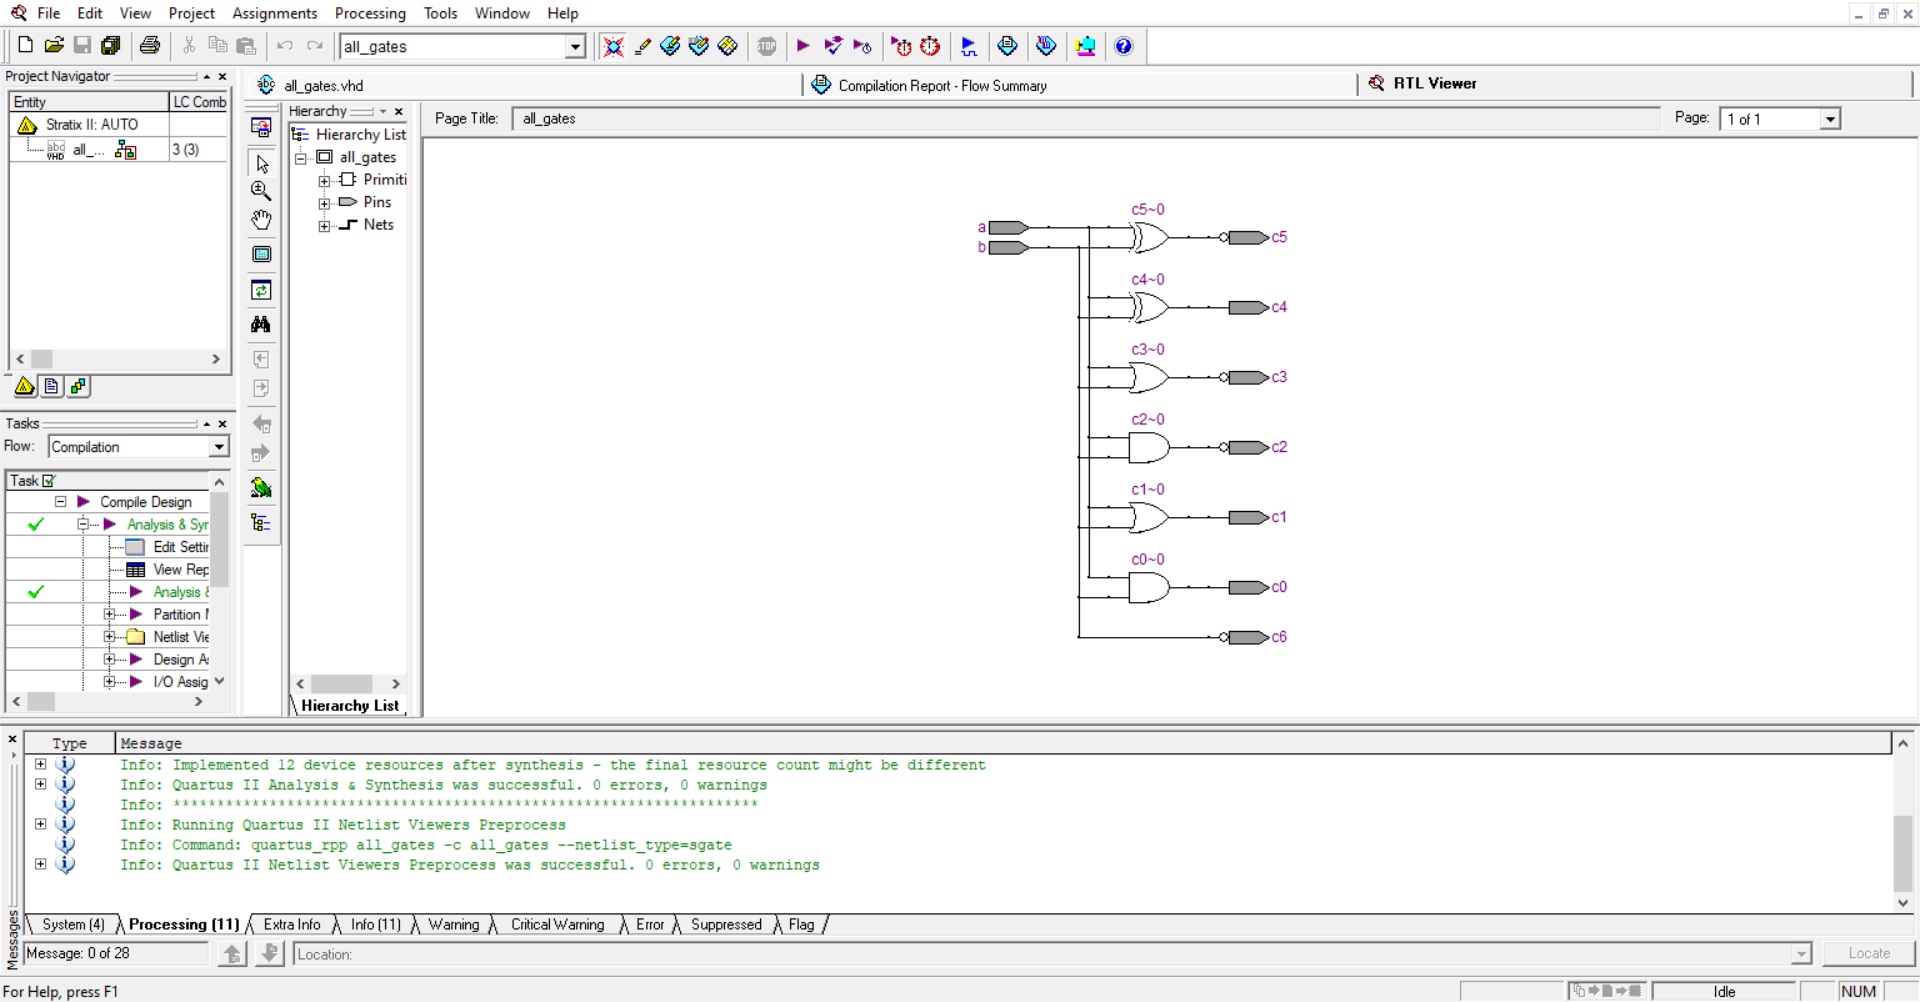 File Edit View Project Assignments Processing Tools Window Help
all_gates
Project Navigator
Entity LC Comb
Stratix II: AUTO
abc VHD all_... 3 (3)
Tasks
Flow: Compilation
Task
Compile Design
Analysis & Syr
Edit Settir
View Rep
Analysis &
Partition M
Netlist Vie
Design As
I/O Assig
abc all_gates.vhd Compilation Report - Flow Summary RTL Viewer
Hierarchy
Hierarchy List
all_gates
Primiti
Pins
Nets
Hierarchy List
Page Title: all_gates Page: 1 of 1
c5~0
a
b
c5
c4~0
c4
c3~0
c3
c2~0
c2
c1~0
c1
c0~0
c0
c6
Type Message
Info: Implemented 12 device resources after synthesis - the final resource count might be different
Info: Quartus II Analysis & Synthesis was successful. 0 errors, 0 warnings
Info: *******************************************************************
Info: Running Quartus II Netlist Viewers Preprocess
Info: Command: quartus_rpp all_gates -c all_gates --netlist_type=sgate
Info: Quartus II Netlist Viewers Preprocess was successful. 0 errors, 0 warnings
System (4) Processing (11) Extra Info Info (11) Warning Critical Warning Error Suppressed Flag
Messages
Message: 0 of 28 Location: Locate
For Help, press F1 Idle NUM